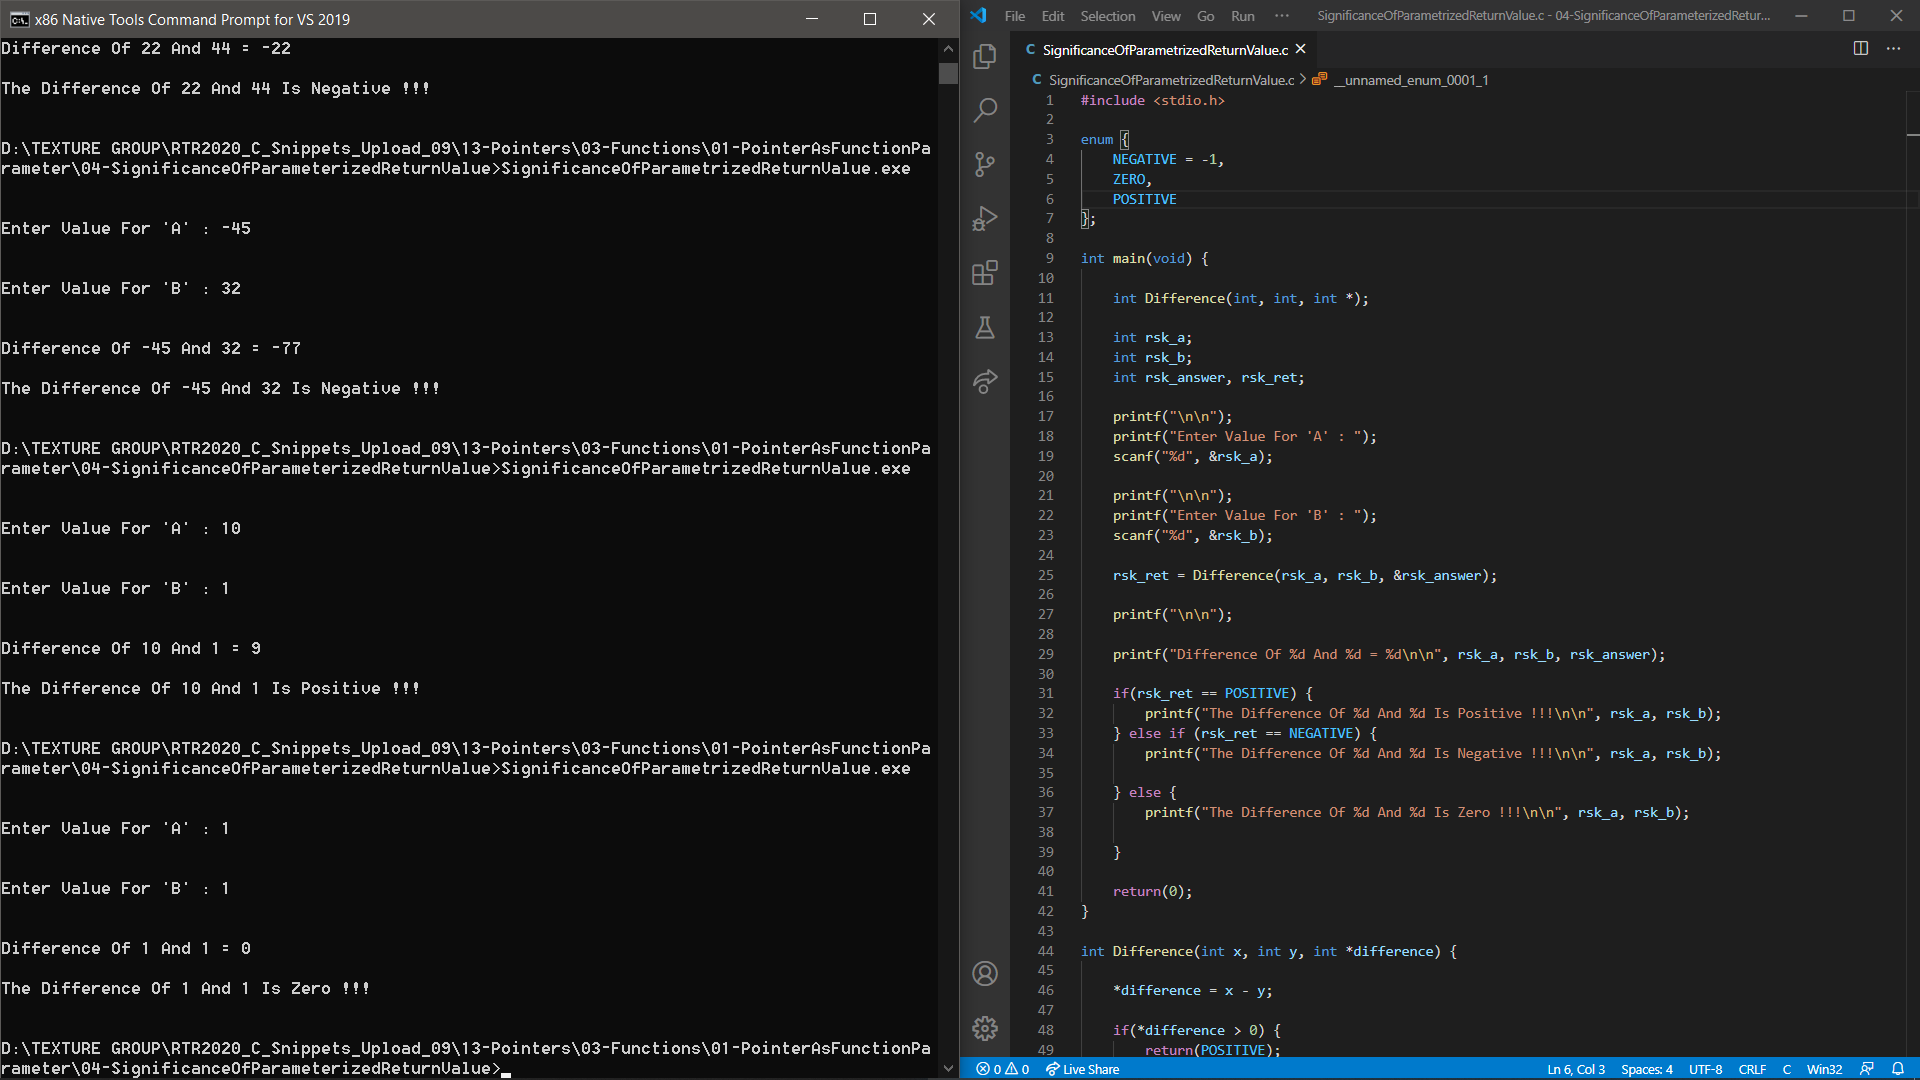 x86 Native Tools Command Prompt for VS 2019
Difference Of 22 And 44 = -22
The Difference Of 22 And 44 Is Negative !!!
D:\TEXTURE GROUP\RTR2020_C_Snippets_Upload_09\13-Pointers\03-Functions\01-PointerAsFunctionPa
rameter\04-SignificanceOfParameterizedReturnValue>SignificanceOfParametrizedReturnValue.exe
Enter Value For 'A' : -45
Enter Value For 'B' : 32
Difference Of -45 And 32 = -77
The Difference Of -45 And 32 Is Negative !!!
D:\TEXTURE GROUP\RTR2020_C_Snippets_Upload_09\13-Pointers\03-Functions\01-PointerAsFunctionPa
rameter\04-SignificanceOfParameterizedReturnValue>SignificanceOfParametrizedReturnValue.exe
Enter Value For 'A' : 10
Enter Value For 'B' : 1
Difference Of 10 And 1 = 9
The Difference Of 10 And 1 Is Positive !!!
D:\TEXTURE GROUP\RTR2020_C_Snippets_Upload_09\13-Pointers\03-Functions\01-PointerAsFunctionPa
rameter\04-SignificanceOfParameterizedReturnValue>SignificanceOfParametrizedReturnValue.exe
Enter Value For 'A' : 1
Enter Value For 'B' : 1
Difference Of 1 And 1 = 0
The Difference Of 1 And 1 Is Zero !!!
D:\TEXTURE GROUP\RTR2020_C_Snippets_Upload_09\13-Pointers\03-Functions\01-PointerAsFunctionPa
rameter\04-SignificanceOfParameterizedReturnValue>
File Edit Selection View Go Run ··· SignificanceOfParametrizedReturnValue.c - 04-SignificanceOfParameterizedRetur...
C SignificanceOfParametrizedReturnValue.c
C SignificanceOfParametrizedReturnValue.c > __unnamed_enum_0001_1
1 #include <stdio.h>
2
3 enum {
4 NEGATIVE = -1,
5 ZERO,
6 POSITIVE
7 };
8
9 int main(void) {
10
11 int Difference(int, int, int *);
12
13 int rsk_a;
14 int rsk_b;
15 int rsk_answer, rsk_ret;
16
17 printf("\n\n");
18 printf("Enter Value For 'A' : ");
19 scanf("%d", &rsk_a);
20
21 printf("\n\n");
22 printf("Enter Value For 'B' : ");
23 scanf("%d", &rsk_b);
24
25 rsk_ret = Difference(rsk_a, rsk_b, &rsk_answer);
26
27 printf("\n\n");
28
29 printf("Difference Of %d And %d = %d\n\n", rsk_a, rsk_b, rsk_answer);
30
31 if(rsk_ret == POSITIVE) {
32 printf("The Difference Of %d And %d Is Positive !!!\n\n", rsk_a, rsk_b);
33 } else if (rsk_ret == NEGATIVE) {
34 printf("The Difference Of %d And %d Is Negative !!!\n\n", rsk_a, rsk_b);
35
36 } else {
37 printf("The Difference Of %d And %d Is Zero !!!\n\n", rsk_a, rsk_b);
38
39 }
40
41 return(0);
42 }
43
44 int Difference(int x, int y, int *difference) {
45
46 *difference = x - y;
47
48 if(*difference > 0) {
49 return(POSITIVE);
0 0 Live Share Ln 6, Col 3 Spaces: 4 UTF-8 CRLF C Win32